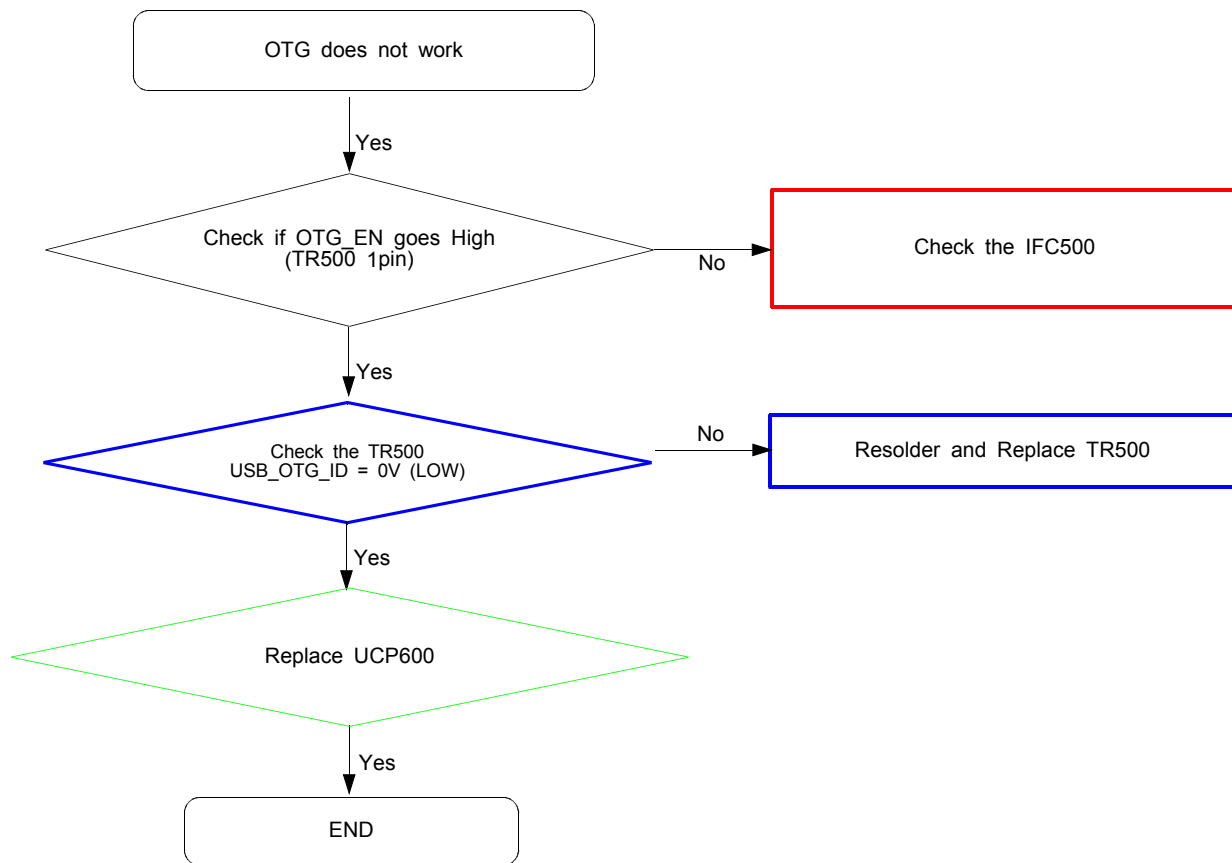 OTG does not work
Yes
Check if OTG_EN goes High
(TR500 1pin)
No
Check the IFC500
Yes
Check the TR500
USB_OTG_ID = 0V (LOW)
No
Resolder and Replace TR500
Yes
Replace UCP600
Yes
END